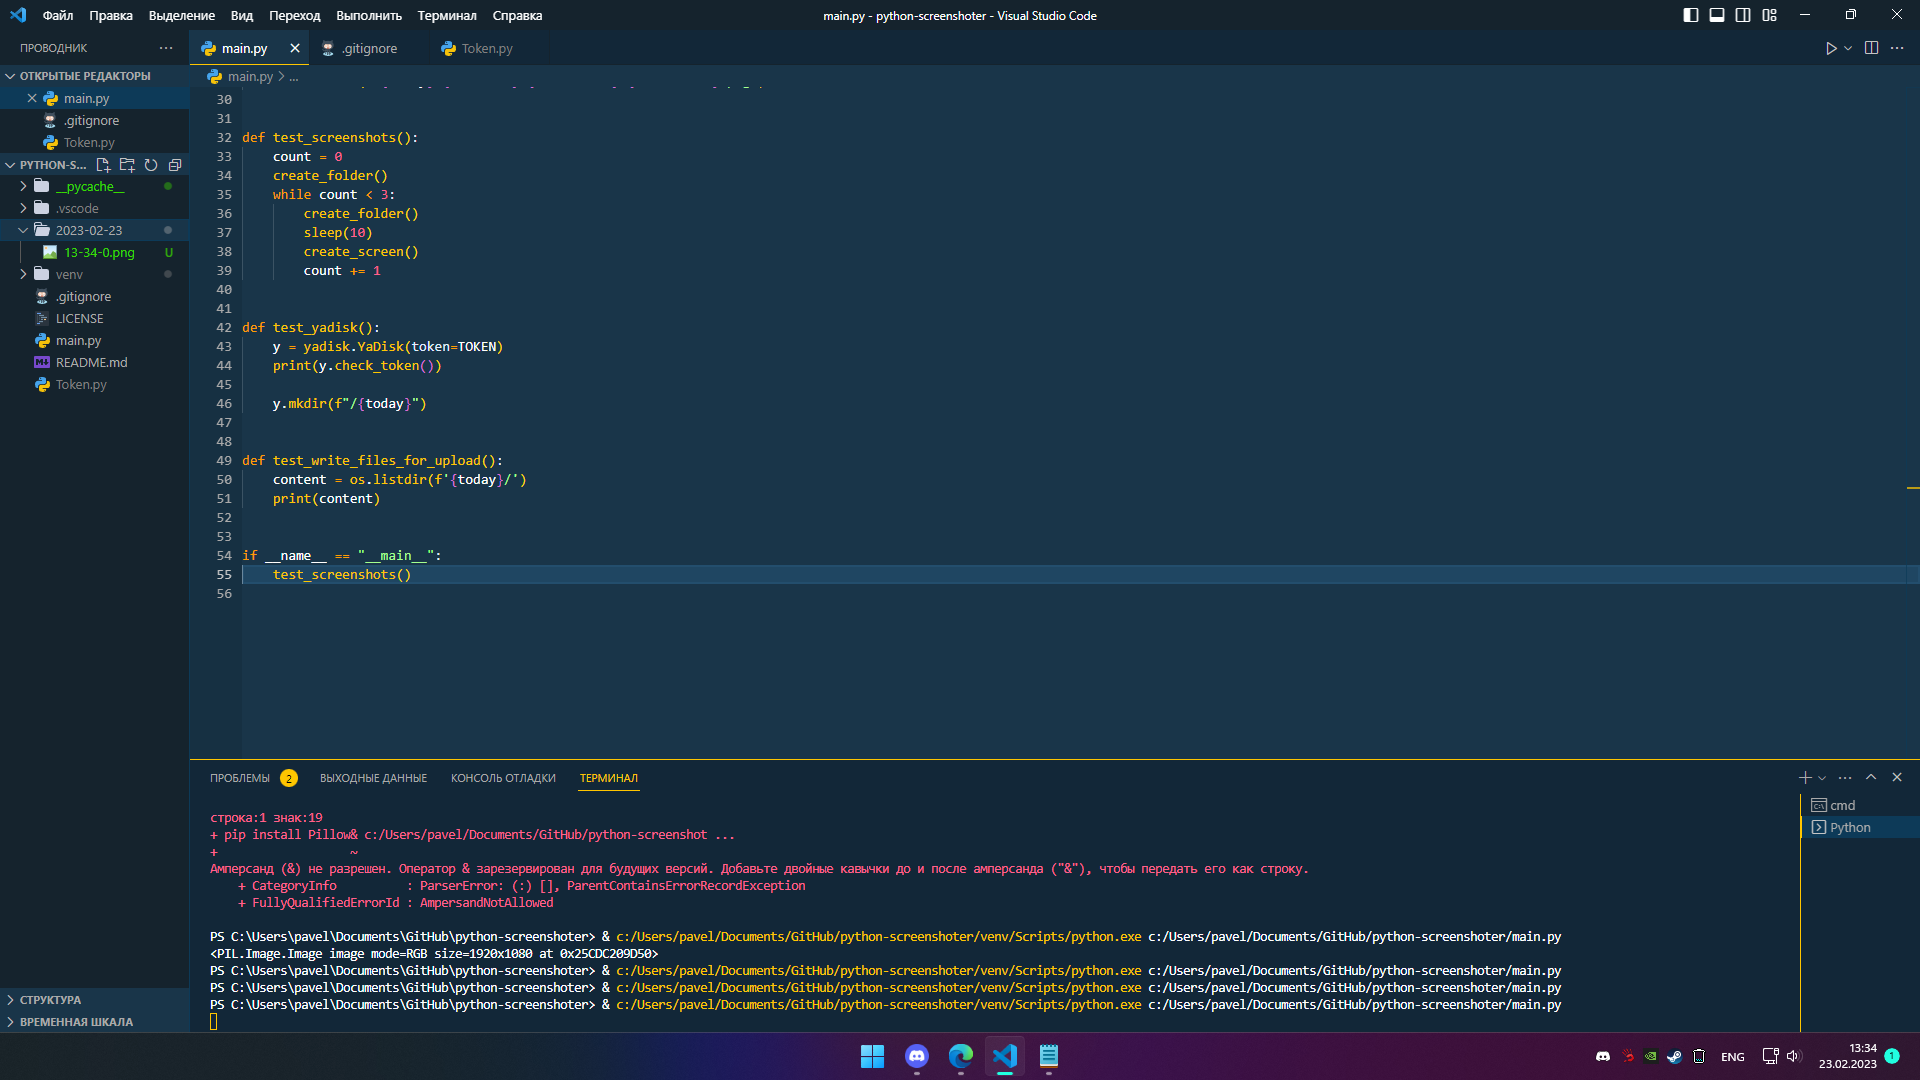 Файл Правка Выделение Вид Переход Выполнить Терминал Справка
main.py - python-screenshoter - Visual Studio Code
ПРОВОДНИК
main.py
.gitignore
Token.py
ОТКРЫТЫЕ РЕДАКТОРЫ
main.py
.gitignore
Token.py
PYTHON-S...
__pycache__
.vscode
2023-02-23
13-34-0.png U
venv
.gitignore
LICENSE
main.py
README.md
Token.py
СТРУКТУРА
ВРЕМЕННАЯ ШКАЛА
main.py > ...
30
31
32 def test_screenshots():
33 count = 0
34 create_folder()
35 while count < 3:
36 create_folder()
37 sleep(10)
38 create_screen()
39 count += 1
40
41
42 def test_yadisk():
43 y = yadisk.YaDisk(token=TOKEN)
44 print(y.check_token())
45
46 y.mkdir(f"/{today}")
47
48
49 def test_write_files_for_upload():
50 content = os.listdir(f'{today}/')
51 print(content)
52
53
54 if __name__ == "__main__":
55 test_screenshots()
56
ПРОБЛЕМЫ 2 ВЫХОДНЫЕ ДАННЫЕ КОНСОЛЬ ОТЛАДКИ ТЕРМИНАЛ
строка:1 знак:19
+ pip install Pillow& c:/Users/pavel/Documents/GitHub/python-screenshot ...
+ ~
Амперсанд (&) не разрешен. Оператор & зарезервирован для будущих версий. Добавьте двойные кавычки до и после амперсанда ("&"), чтобы передать его как строку.
+ CategoryInfo : ParserError: (:) [], ParentContainsErrorRecordException
+ FullyQualifiedErrorId : AmpersandNotAllowed
PS C:\Users\pavel\Documents\GitHub\python-screenshoter> & c:/Users/pavel/Documents/GitHub/python-screenshoter/venv/Scripts/python.exe c:/Users/pavel/Documents/GitHub/python-screenshoter/main.py
<PIL.Image.Image image mode=RGB size=1920x1080 at 0x25CDC209D50>
PS C:\Users\pavel\Documents\GitHub\python-screenshoter> & c:/Users/pavel/Documents/GitHub/python-screenshoter/venv/Scripts/python.exe c:/Users/pavel/Documents/GitHub/python-screenshoter/main.py
PS C:\Users\pavel\Documents\GitHub\python-screenshoter> & c:/Users/pavel/Documents/GitHub/python-screenshoter/venv/Scripts/python.exe c:/Users/pavel/Documents/GitHub/python-screenshoter/main.py
PS C:\Users\pavel\Documents\GitHub\python-screenshoter> & c:/Users/pavel/Documents/GitHub/python-screenshoter/venv/Scripts/python.exe c:/Users/pavel/Documents/GitHub/python-screenshoter/main.py
cmd
Python
ENG
13:34
23.02.2023
1